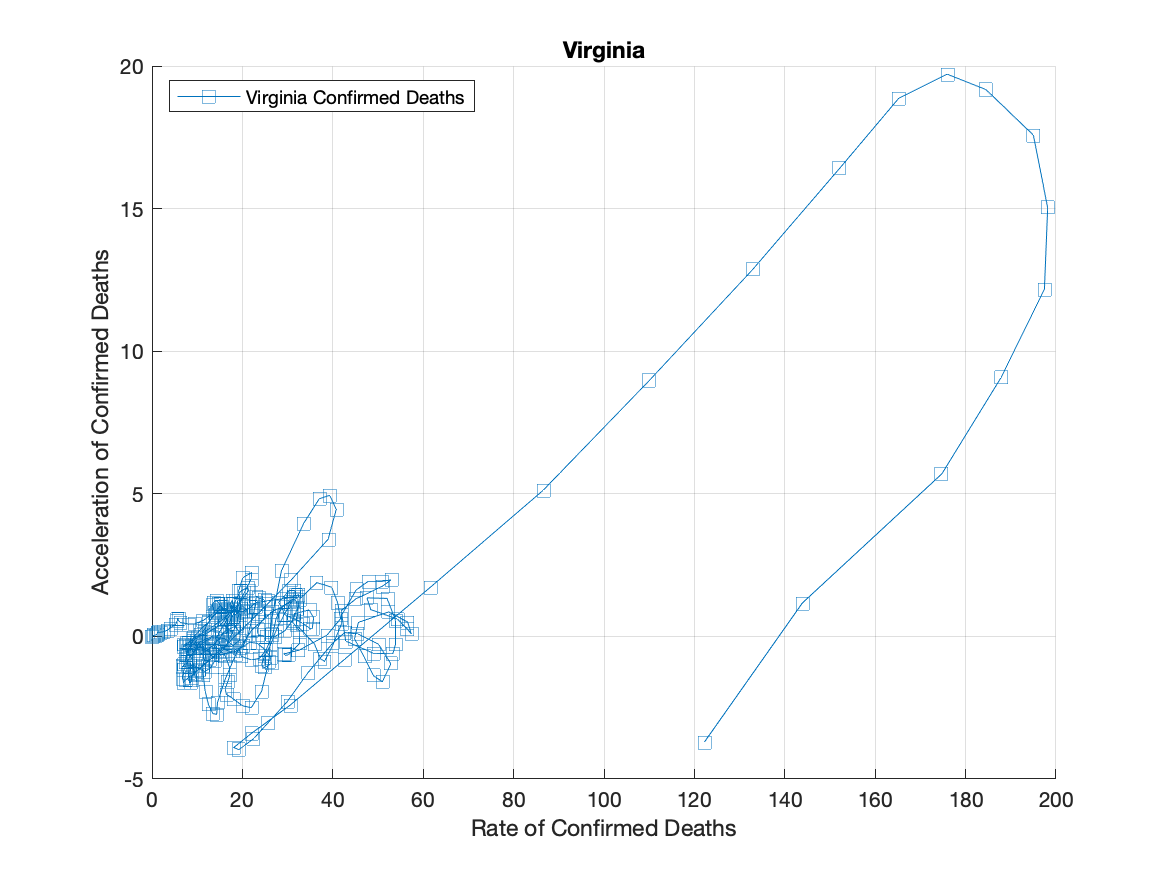 Virginia
Virginia Confirmed Deaths
20
15
10
5
0
-5
Acceleration of Confirmed Deaths
0 20 40 60 80 100 120 140 160 180 200
Rate of Confirmed Deaths